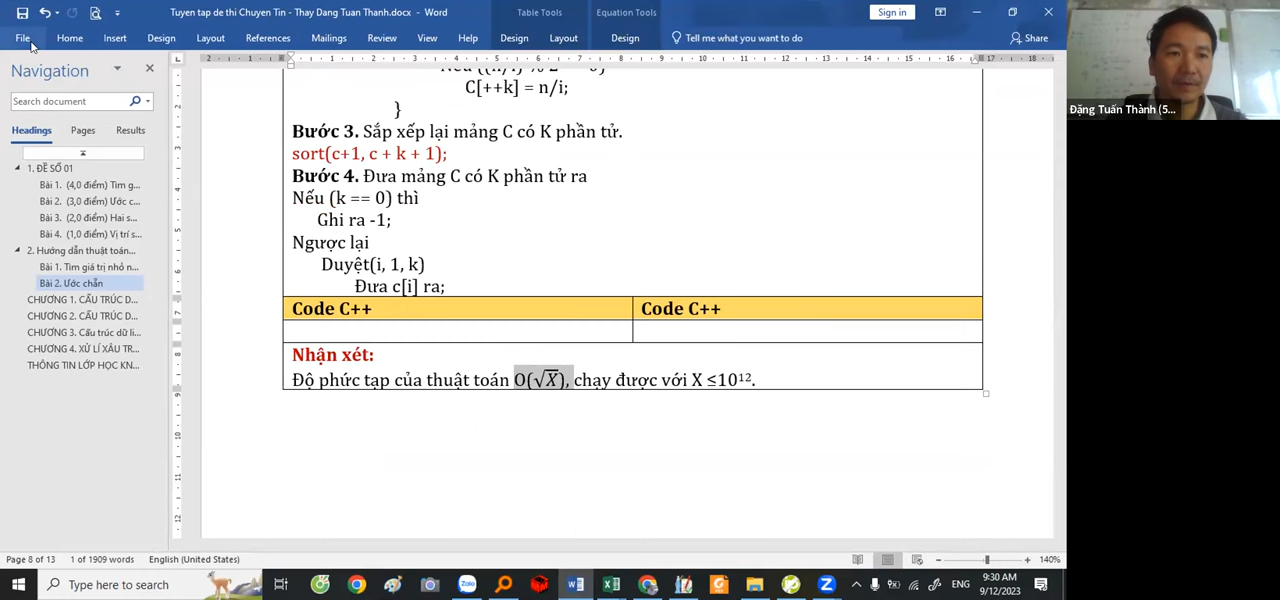 Tuyen tap de thi Chuyen Tin - Thay Dang Tuan Thanh.docx - Word
Table Tools
Equation Tools
Sign in
File
Home
Insert
Design
Layout
References
Mailings
Review
View
Help
Design
Layout
Design
Tell me what you want to do
Share
Đặng Tuấn Thành (5...
Navigation
Search document
Headings
Pages
Results
1. ĐỀ SỐ 01
Bài 1. (4,0 điểm) Tìm g...
Bài 2. (3,0 điểm) Ước c...
Bài 3. (2,0 điểm) Hai s...
Bài 4. (1,0 điểm) Vị trí s...
2. Hướng dẫn thuật toán...
Bài 1. Tìm giá trị nhỏ n...
Bài 2. Ước chẵn
CHƯƠNG 1. CẤU TRÚC D...
CHƯƠNG 2. CẤU TRÚC D...
CHƯƠNG 3. Cấu trúc dữ li...
CHƯƠNG 4. XỬ LÍ XÂU TR...
THÔNG TIN LỚP HỌC KN...
C[++k] = n/i;
}
Bước 3. Sắp xếp lại mảng C có K phần tử.
sort(c+1, c + k + 1);
Bước 4. Đưa mảng C có K phần tử ra
Nếu (k == 0) thì
Ghi ra -1;
Ngược lại
Duyệt(i, 1, k)
Đưa c[i] ra;
Code C++
Code C++
Nhận xét:
Độ phức tạp của thuật toán O(√X), chạy được với X ≤10¹².
Page 8 of 13
1 of 1909 words
English (United States)
140%
Type here to search
ENG
9:30 AM
9/12/2023